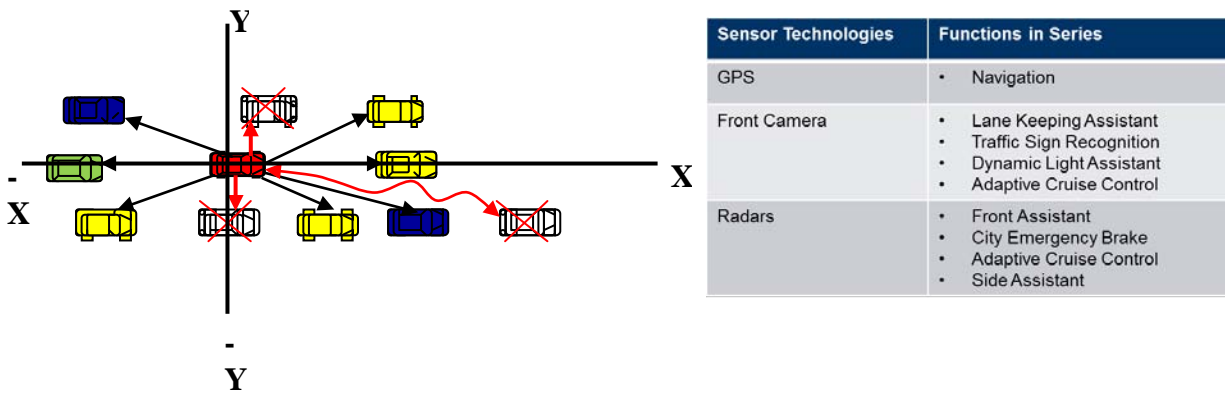 Y
X
-
X
-
Y
Sensor Technologies Functions in Series
GPS • Navigation
Front Camera • Lane Keeping Assistant
• Traffic Sign Recognition
• Dynamic Light Assistant
• Adaptive Cruise Control
Radars • Front Assistant
• City Emergency Brake
• Adaptive Cruise Control
• Side Assistant